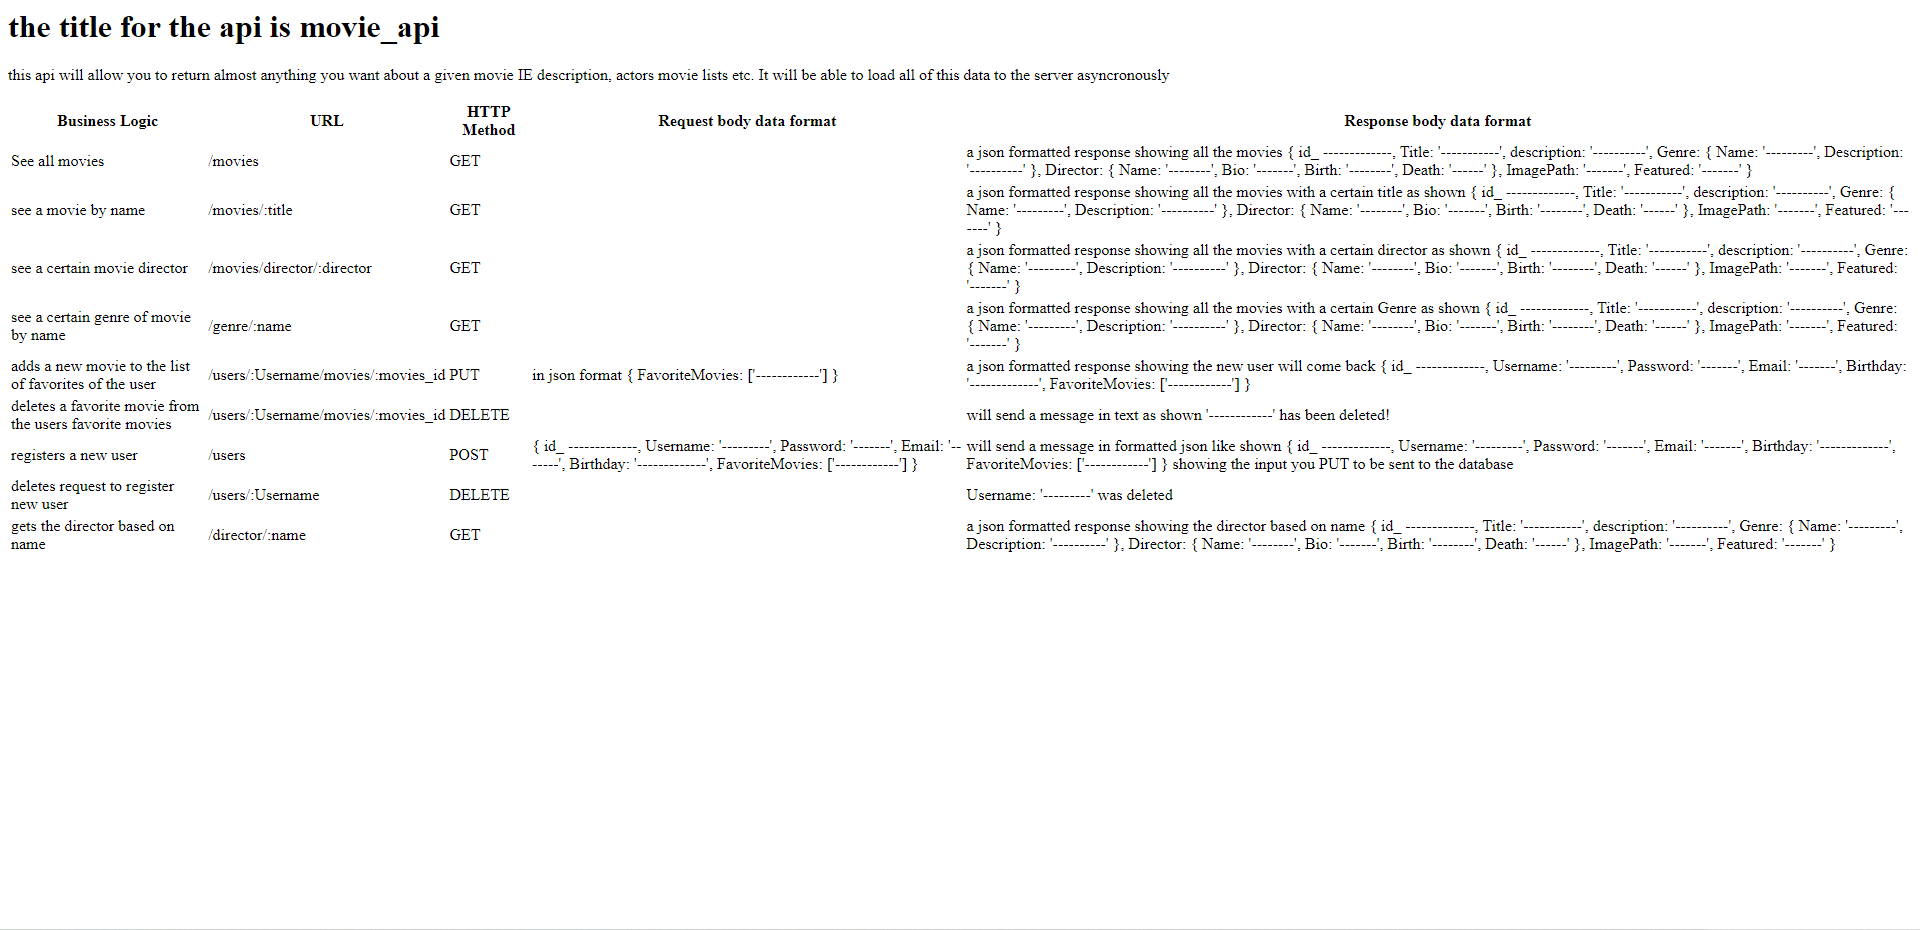 the title for the api is movie_api
this api will allow you to return almost anything you want about a given movie IE description, actors movie lists etc. It will be able to load all of this data to the server asyncronously
Business Logic
URL
HTTP
Method
Request body data format
Response body data format
See all movies
/movies
GET
a json formatted response showing all the movies { id_ -------------, Title: '-----------', description: '----------', Genre: { Name: '---------', Description:
'----------' }, Director: { Name: '--------', Bio: '-------', Birth: '--------', Death: '------' }, ImagePath: '-------', Featured: '-------' }
see a movie by name
/movies/:title
GET
a json formatted response showing all the movies with a certain title as shown { id_ -------------, Title: '-----------', description: '----------', Genre: {
Name: '---------', Description: '----------' }, Director: { Name: '--------', Bio: '-------', Birth: '--------', Death: '------' }, ImagePath: '-------', Featured: '---
----' }
see a certain movie director
/movies/director/:director
GET
a json formatted response showing all the movies with a certain director as shown { id_ -------------, Title: '-----------', description: '----------', Genre:
{ Name: '---------', Description: '----------' }, Director: { Name: '--------', Bio: '-------', Birth: '--------', Death: '------' }, ImagePath: '-------', Featured:
'-------' }
see a certain genre of movie
by name
/genre/:name
GET
a json formatted response showing all the movies with a certain Genre as shown { id_ -------------, Title: '-----------', description: '----------', Genre:
{ Name: '---------', Description: '----------' }, Director: { Name: '--------', Bio: '-------', Birth: '--------', Death: '------' }, ImagePath: '-------', Featured:
'-------' }
adds a new movie to the list
of favorites of the user
/users/:Username/movies/:movies_id
PUT
in json format { FavoriteMovies: ['------------'] }
a json formatted response showing the new user will come back { id_ -------------, Username: '---------', Password: '-------', Email: '-------', Birthday:
'-------------', FavoriteMovies: ['------------'] }
deletes a favorite movie from
the users favorite movies
/users/:Username/movies/:movies_id
DELETE
will send a message in text as shown '------------' has been deleted!
registers a new user
/users
POST
{ id_ -------------, Username: '---------', Password: '-------', Email: '--
-----', Birthday: '-------------', FavoriteMovies: ['------------'] }
will send a message in formatted json like shown { id_ -------------, Username: '---------', Password: '-------', Email: '-------', Birthday: '-------------',
FavoriteMovies: ['------------'] } showing the input you PUT to be sent to the database
deletes request to register
new user
/users/:Username
DELETE
Username: '---------' was deleted
gets the director based on
name
/director/:name
GET
a json formatted response showing the director based on name { id_ -------------, Title: '-----------', description: '----------', Genre: { Name: '---------',
Description: '----------' }, Director: { Name: '--------', Bio: '-------', Birth: '--------', Death: '------' }, ImagePath: '-------', Featured: '-------' }